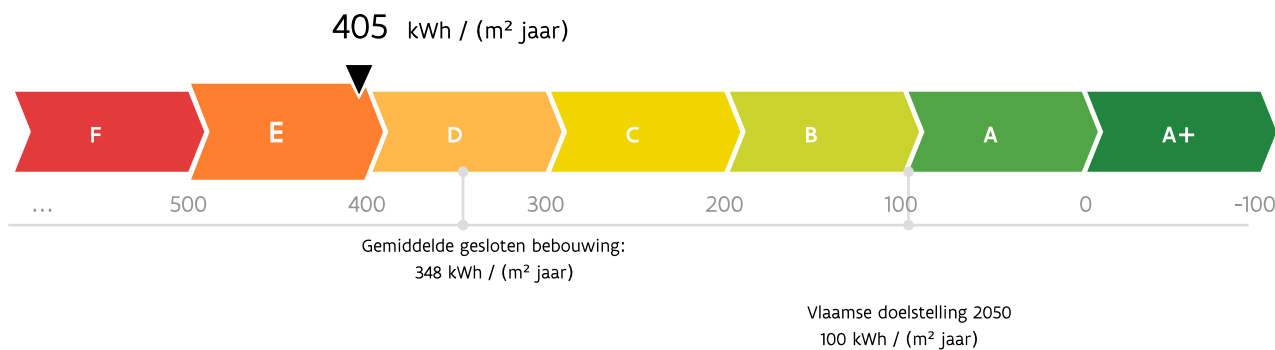 405 kWh / (m² jaar)
F E D C B A A+
... 500 400 300 200 100 0 -100
Gemiddelde gesloten bebouwing:
348 kWh / (m² jaar)
Vlaamse doelstelling 2050
100 kWh / (m² jaar)